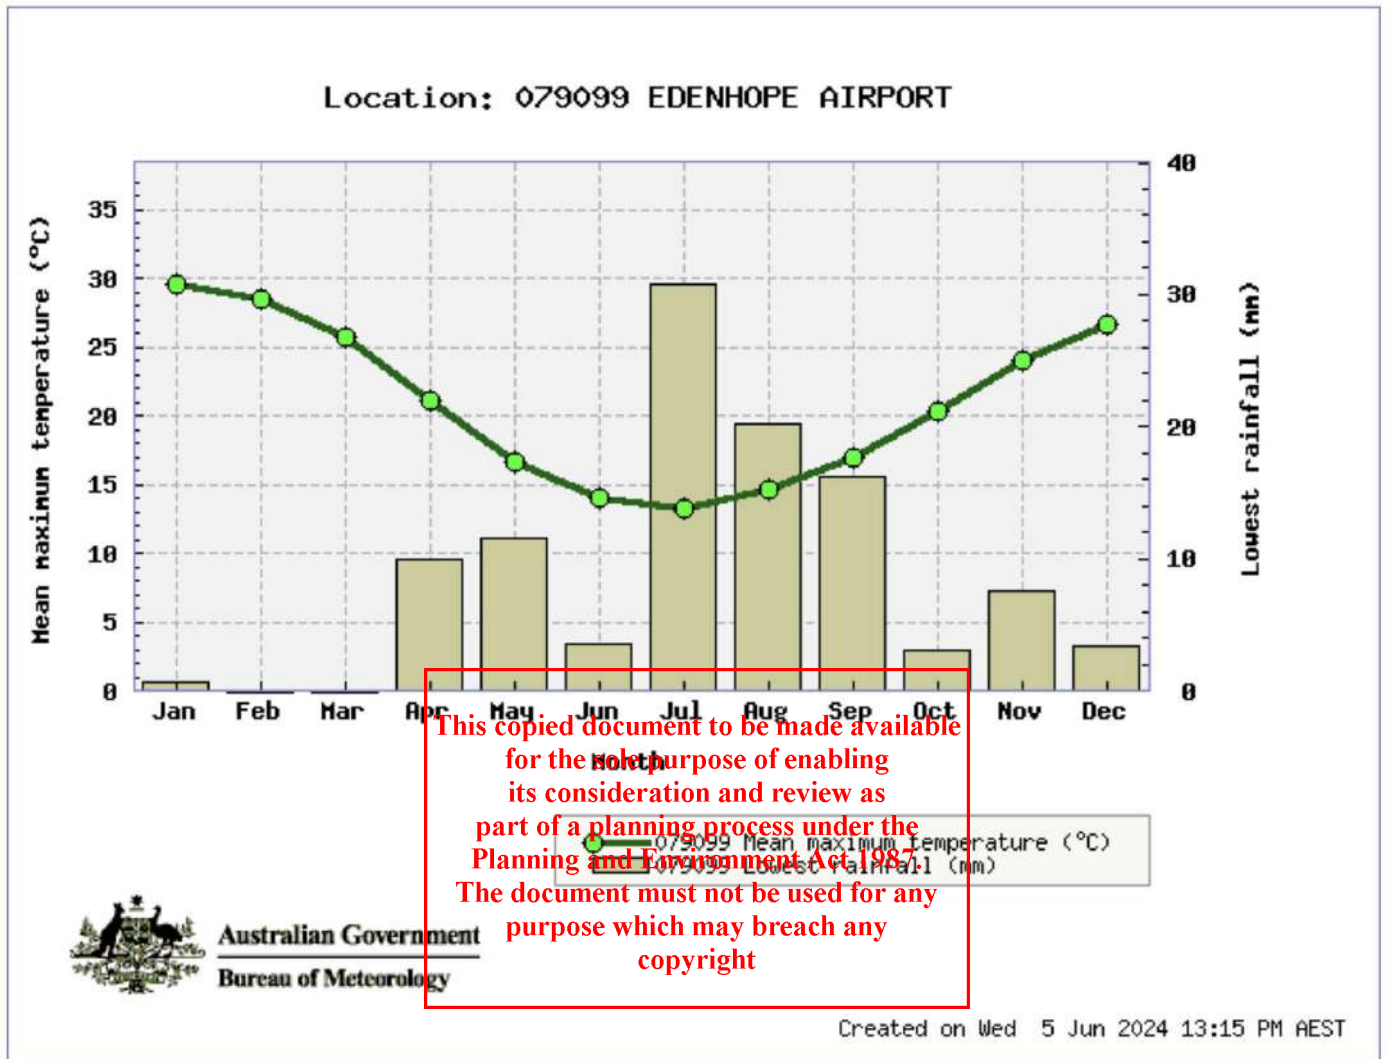 Location: 079099 EDENHOPE AIRPORT
Mean maximum temperature (°C)
35
30
25
20
15
10
5
0
40
30
20
10
0
Lowest rainfall (mm)
Jan Feb Mar Apr May Jun Jul Aug Sep Oct Nov Dec
Month
This copied document to be made available
for the sole purpose of enabling
its consideration and review as
part of a planning process under the
Planning and Environment Act 1987.
The document must not be used for any
purpose which may breach any
copyright
079099 Mean maximum temperature (°C)
079099 Lowest rainfall (mm)
Australian Government
Bureau of Meteorology
Created on Wed 5 Jun 2024 13:15 PM AEST